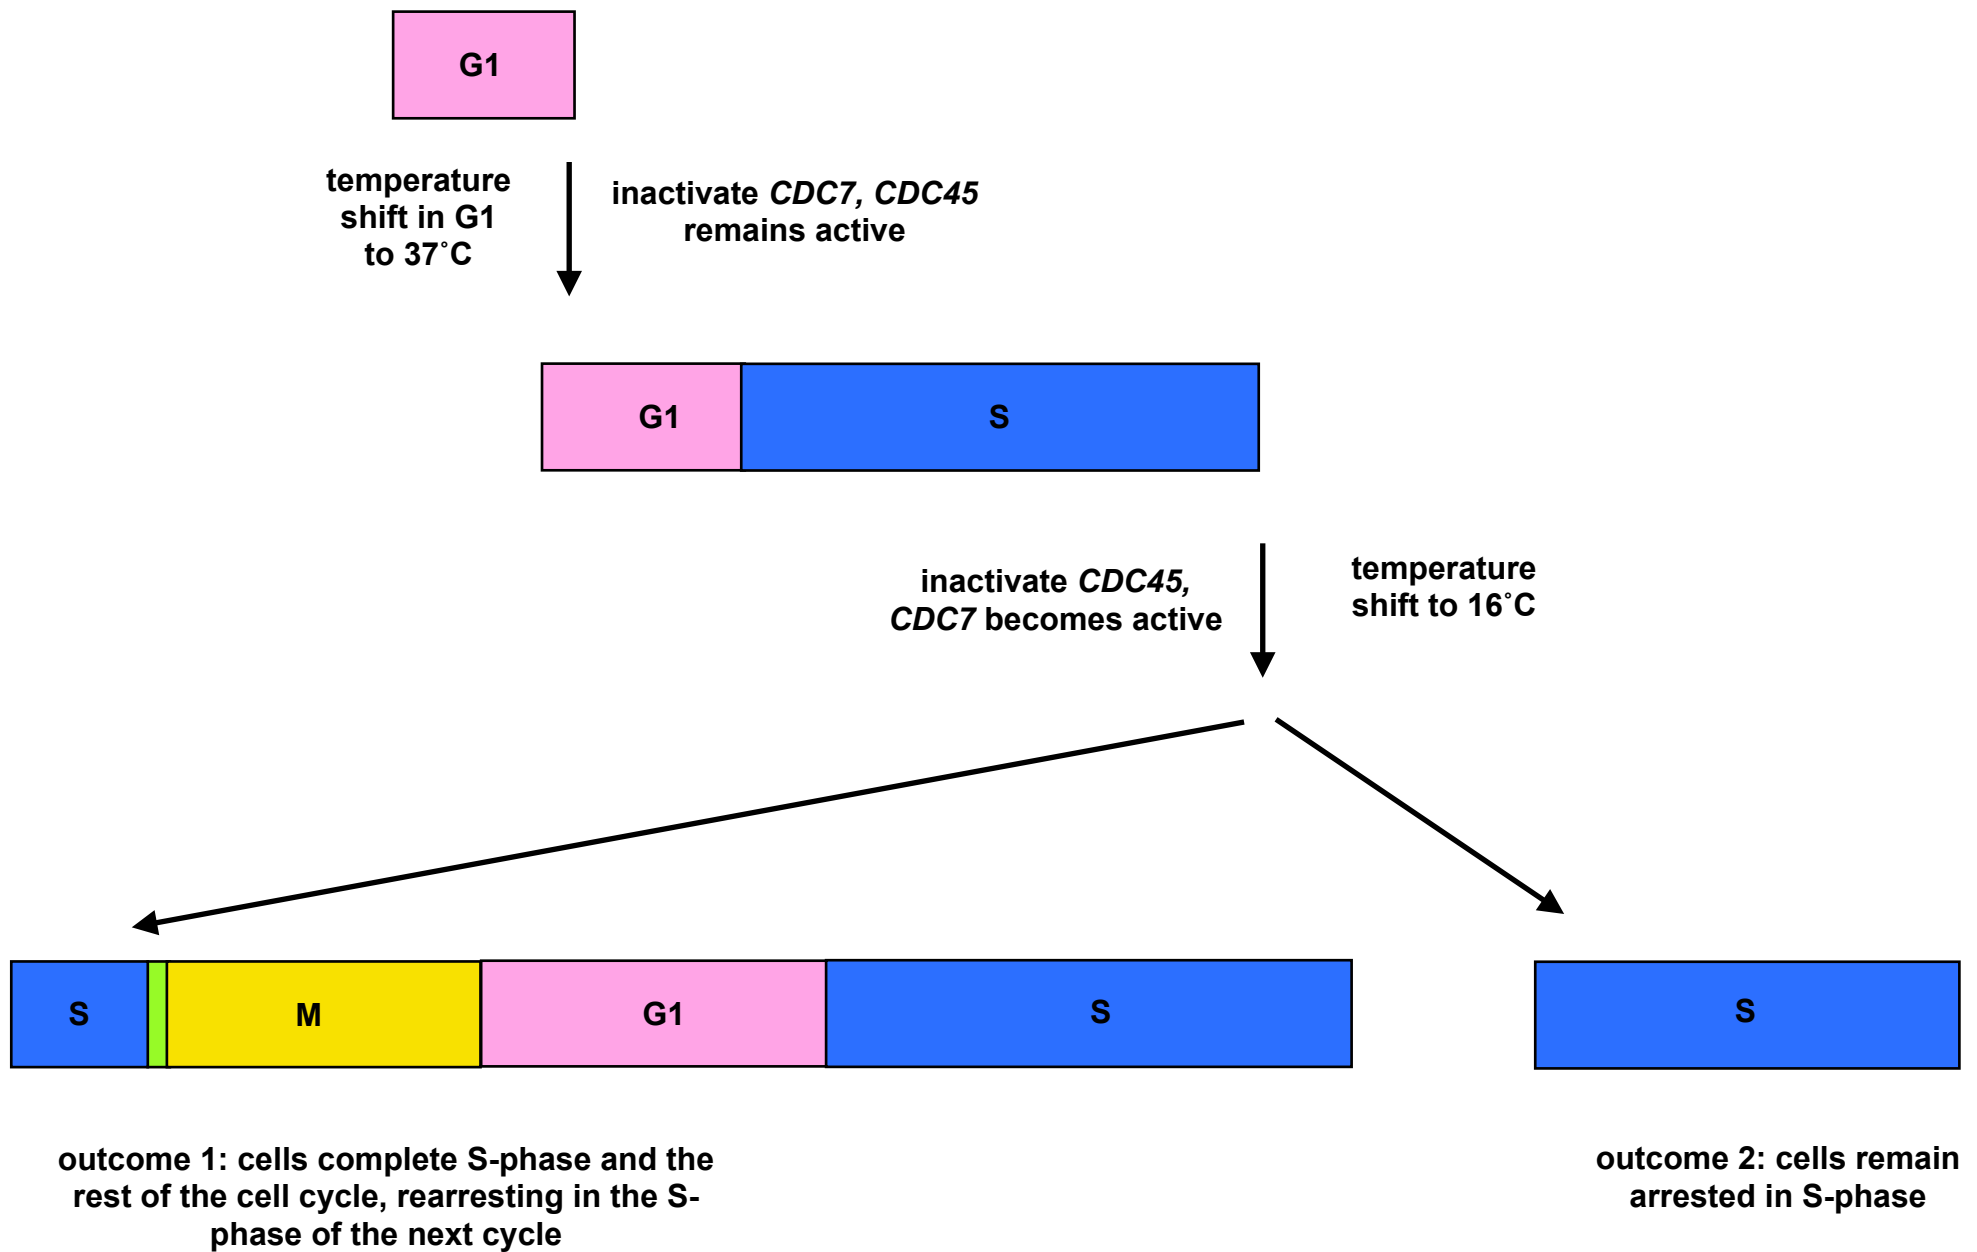 G1
temperature
shift in G1
to 37˚C
inactivate CDC7, CDC45
remains active
G1
S
inactivate CDC45,
CDC7 becomes active
temperature
shift to 16˚C
S
M
G1
S
S
outcome 1: cells complete S-phase and the
rest of the cell cycle, rearresting in the S-
phase of the next cycle
outcome 2: cells remain
arrested in S-phase